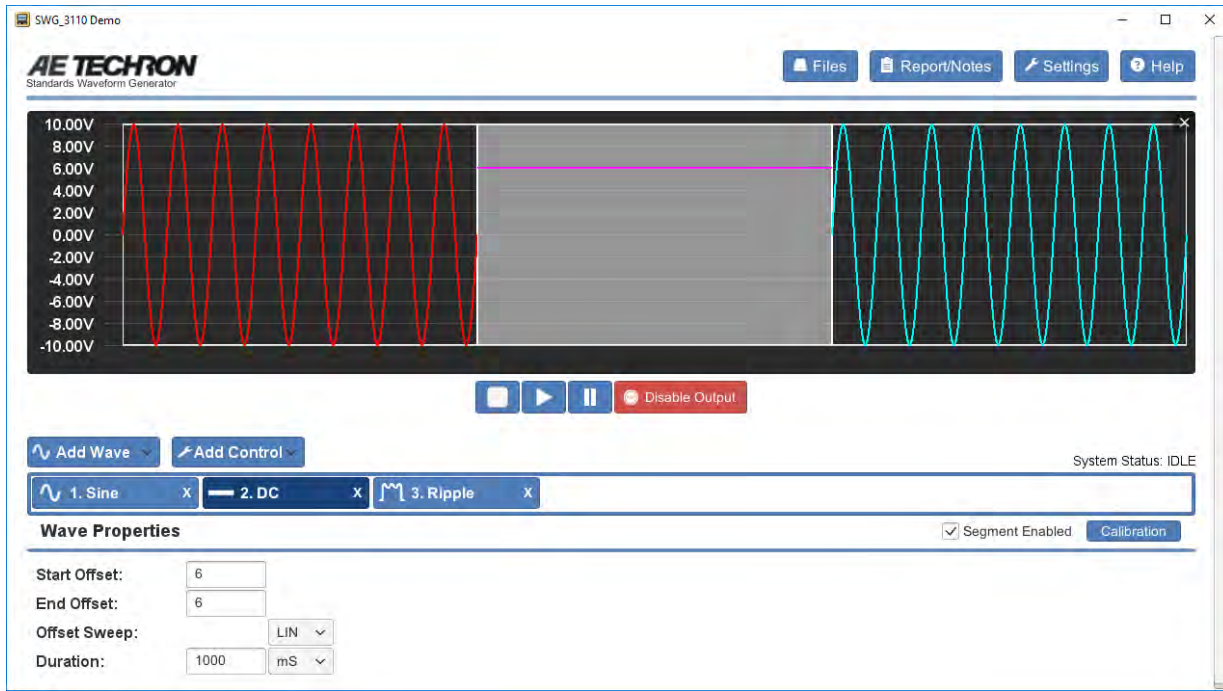 SWG_3110 Demo
AE TECHRON
Standards Waveform Generator
Files
Report/Notes
Settings
Help
10.00V
8.00V
6.00V
4.00V
2.00V
0.00V
-2.00V
-4.00V
-6.00V
-8.00V
-10.00V
Disable Output
Add Wave
Add Control
System Status: IDLE
1. Sine X
2. DC X
3. Ripple X
Wave Properties
Segment Enabled
Calibration
Start Offset: 6
End Offset: 6
Offset Sweep: LIN
Duration: 1000 mS